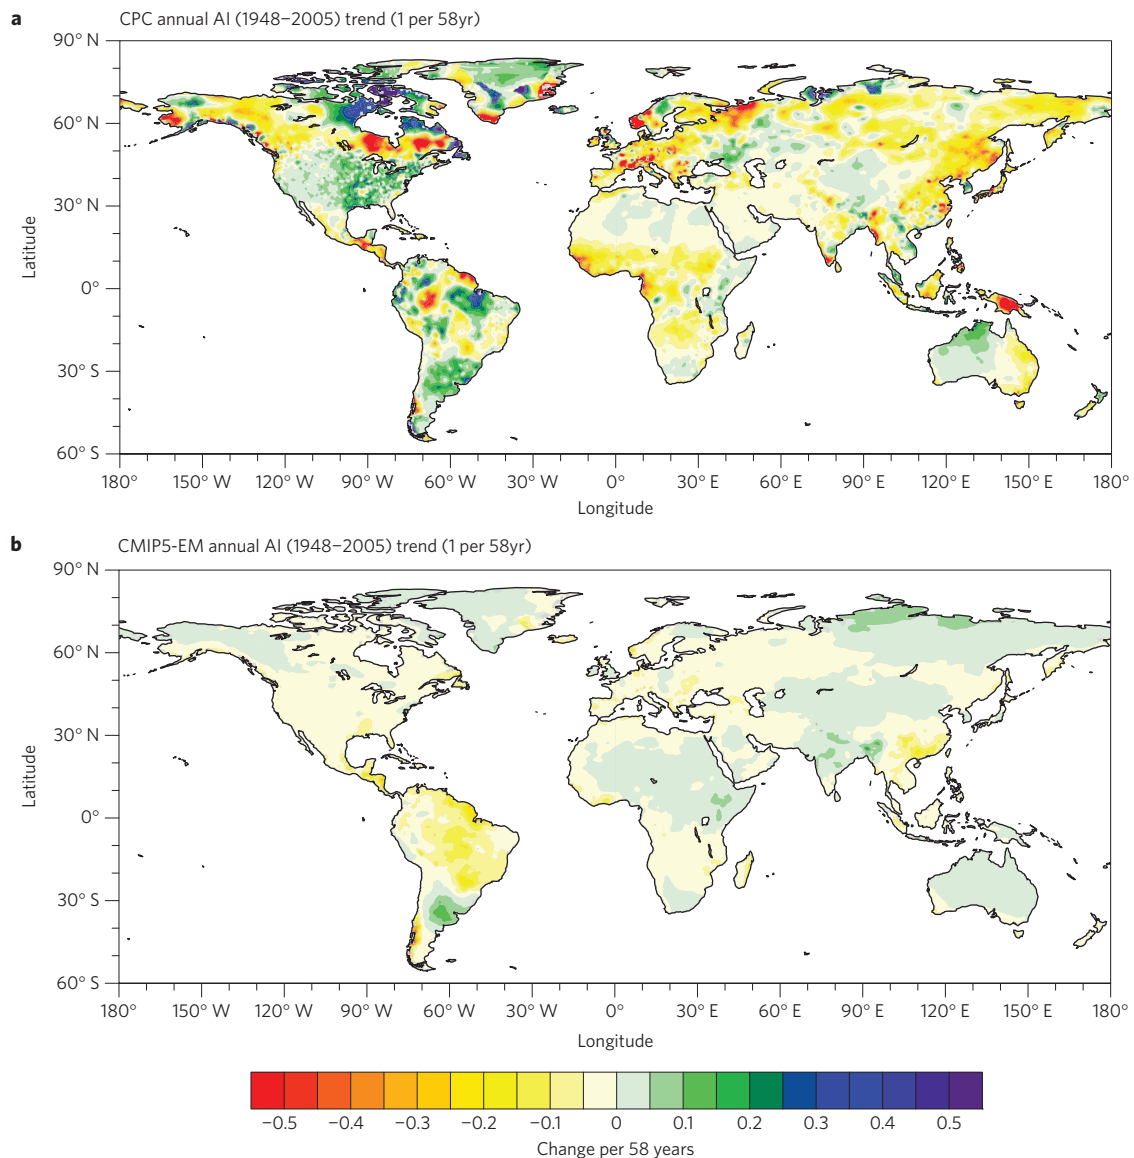 a
CPC annual AI (1948–2005) trend (1 per 58yr)
90° N
60° N
30° N
0°
30° S
60° S
Latitude
180° 150° W 120° W 90° W 60° W 30° W 0° 30° E 60° E 90° E 120° E 150° E 180°
Longitude
b
CMIP5-EM annual AI (1948–2005) trend (1 per 58yr)
90° N
60° N
30° N
0°
30° S
60° S
Latitude
180° 150° W 120° W 90° W 60° W 30° W 0° 30° E 60° E 90° E 120° E 150° E 180°
Longitude
−0.5 −0.4 −0.3 −0.2 −0.1 0 0.1 0.2 0.3 0.4 0.5
Change per 58 years